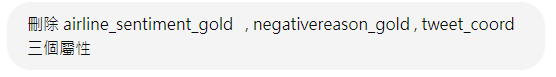 刪除 airline_sentiment_gold , negativereason_gold , tweet_coord
三個屬性